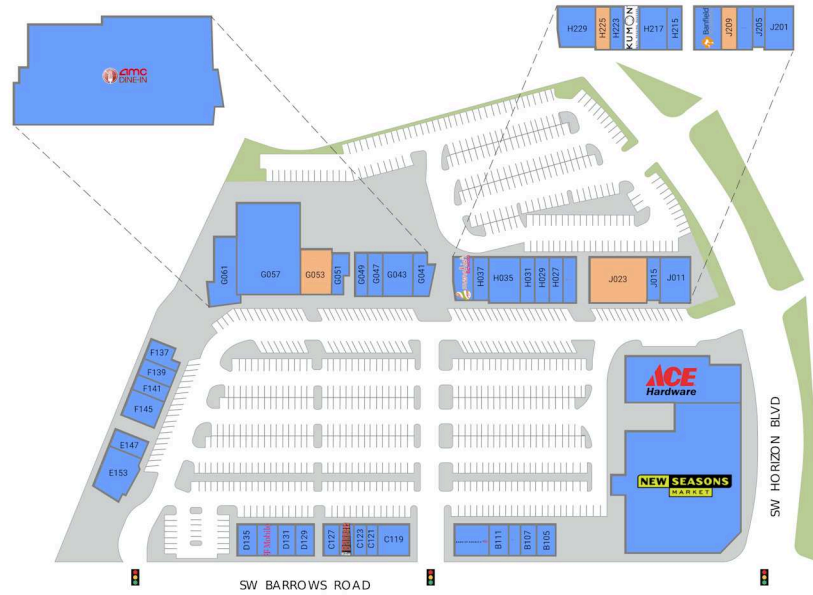 amc
DINE-IN
H229
H225
H223
KUMON
H217
H215
Banfield
J209
J205
J201
G061
G057
G053
G051
G049
G047
G043
G041
H037
H035
H031
H029
H027
J023
J015
J011
F137
F139
F141
F145
E147
E153
ACE
Hardware
NEW SEASONS
MARKET
SW HORIZON BLVD
D135
T-Mobile
D131
D129
C127
C123
C121
C119
B111
B107
B105
SW BARROWS ROAD